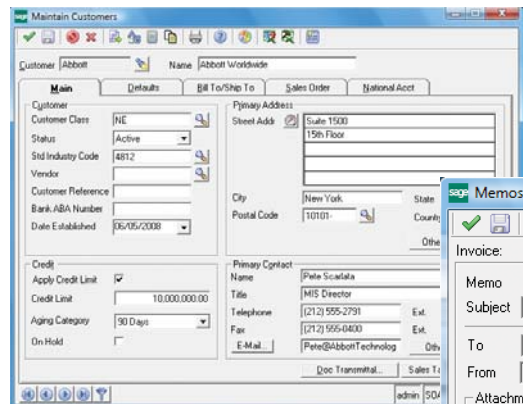 sage Maintain Customers
Customer Abbott Name Abbott Worldwide
Main Defaults Bill To/Ship To Sales Order National Acct
Customer
Customer Class NE
Status Active
Std Industry Code 4812
Vendor
Customer Reference
Bank ABA Number
Date Established 06/05/2008
Primary Address
Street Addr Suite 1500
15th Floor
City New York State
Postal Code 10101-
Credit
Apply Credit Limit
Credit Limit 10,000,000.00
Aging Category 90 Days
On Hold
Primary Contact
Name Pete Scarlata
Title MIS Director
Telephone (212) 555-2791 Ext.
Fax (212) 555-0400 Ext.
E-Mail... Pete@AbbottTechnolog
Doc Transmittal... Sales
admin
sage Memos
Invoice:
Memo
Subject
To
From